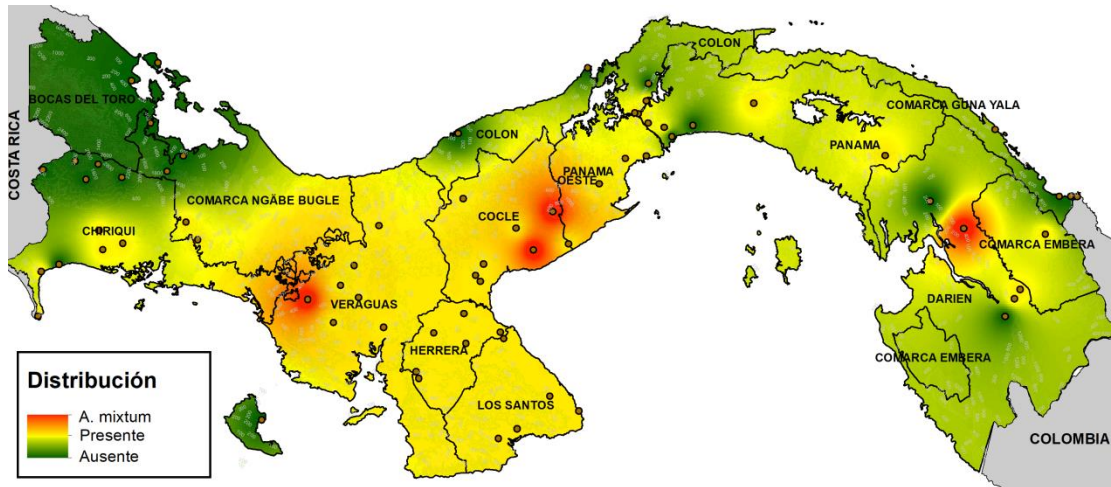 COLON
BOCAS DEL TORO
COSTA RICA
COMARCA GUNA YALA
COLON
PANAMA
PANAMA
OESTE
COMARCA NGÄBE BUGLE
COCLE
CHIRIQUI
COMARCA EMBERA
VERAGUAS
DARIEN
HERRERA
COMARCA EMBERA
LOS SANTOS
COLOMBIA
Distribución
A. mixtum
Presente
Ausente